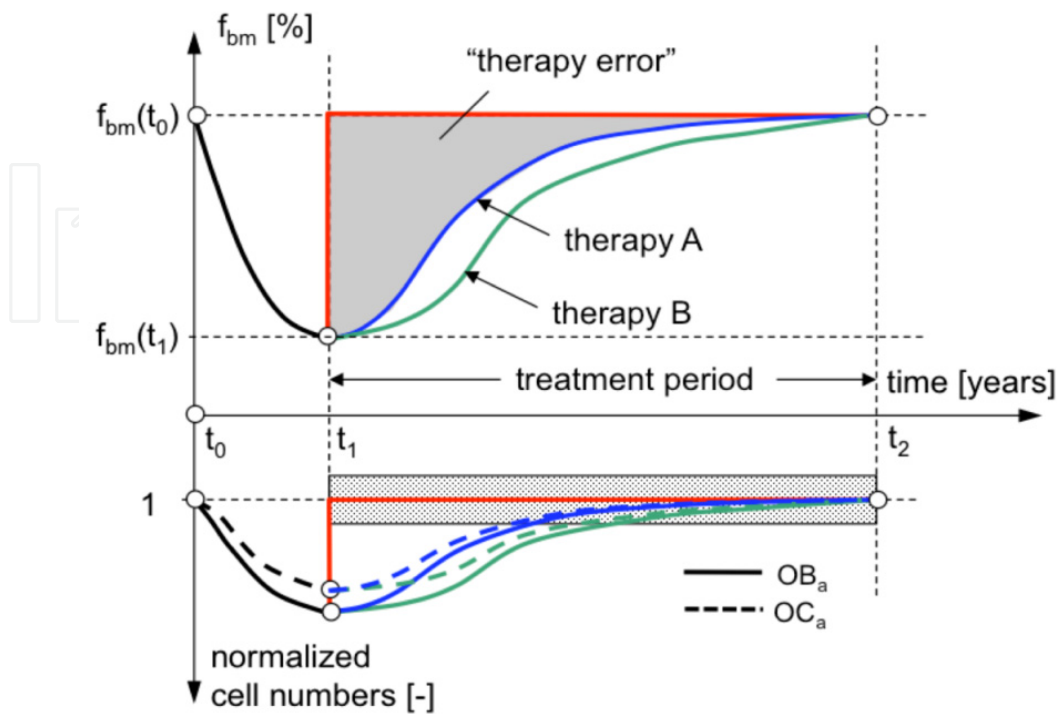 f_bm [%]
"therapy error"
f_bm(t_0)
therapy A
therapy B
f_bm(t_1)
treatment period
time [years]
t_0
t_1
t_2
1
OB_a
OC_a
normalized
cell numbers [-]